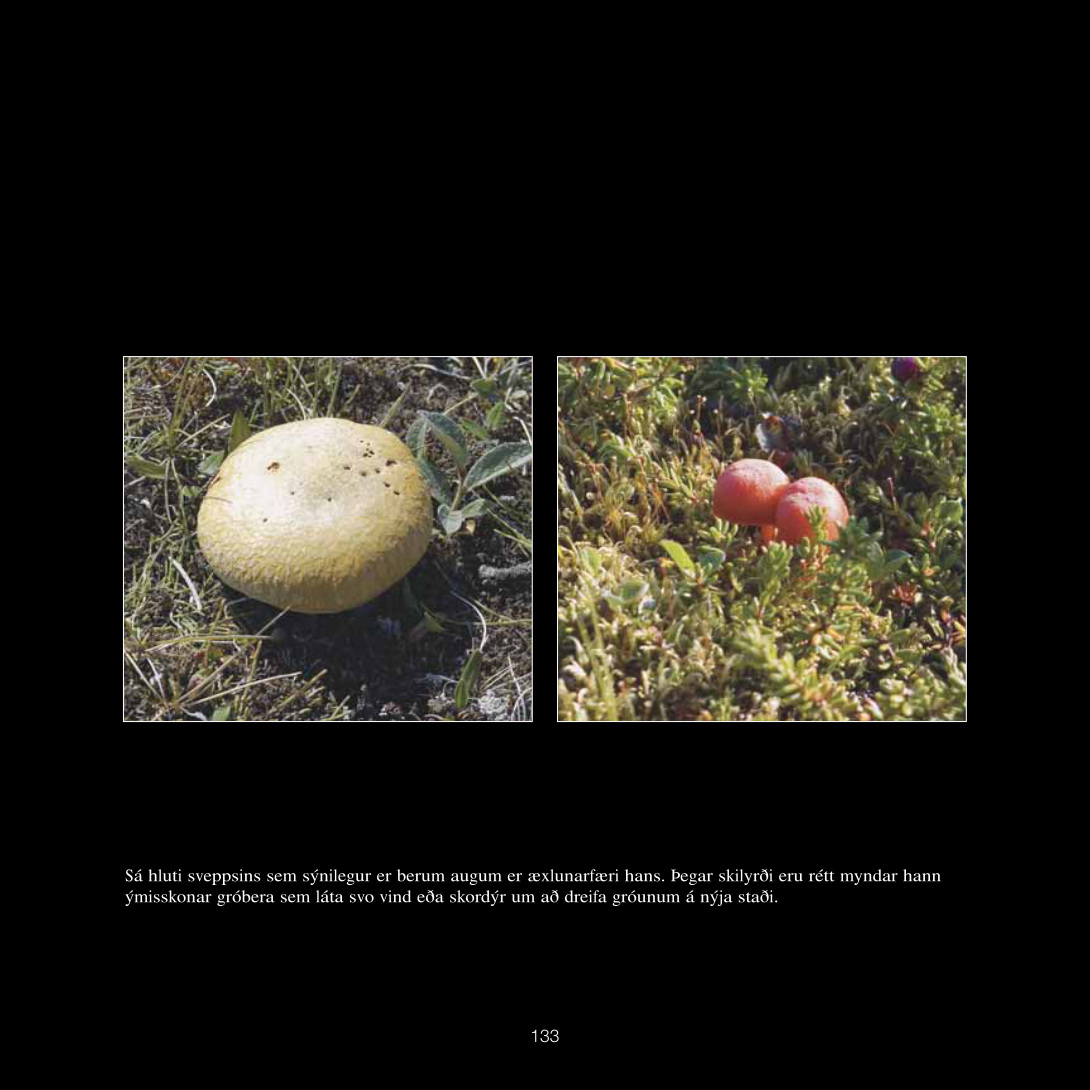 Sá hluti sveppsins sem sýnilegur er berum augum er æxlunarfæri hans. Þegar skilyrði eru rétt myndar hann
ýmisskonar gróbera sem láta svo vind eða skordýr um að dreifa gróunum á nýja staði.
133